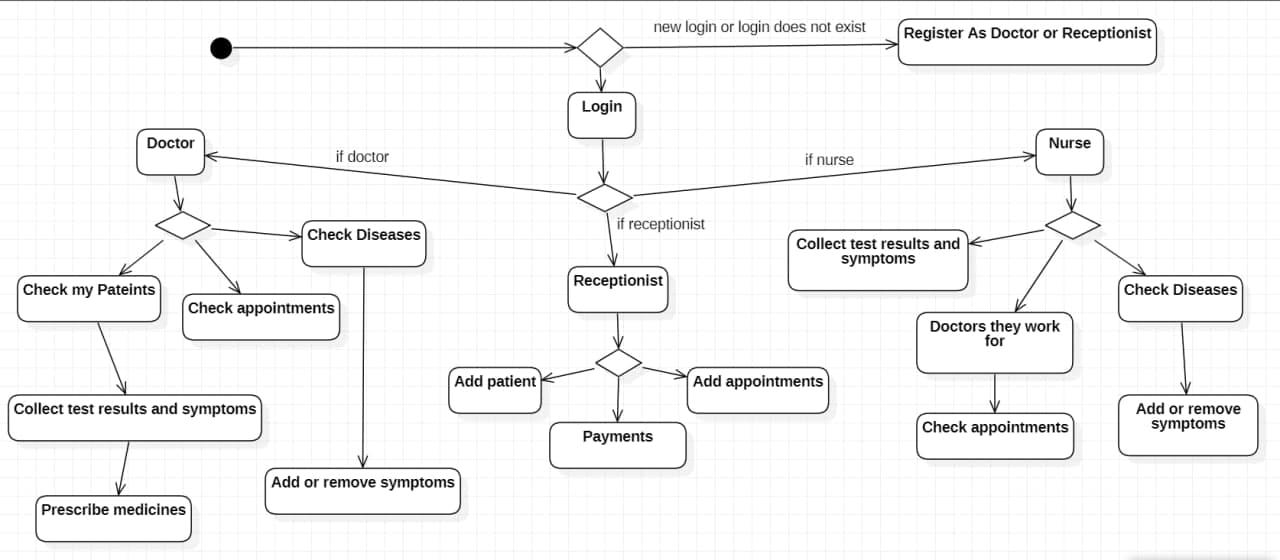 new login or login does not exist
Register As Doctor or Receptionist
Login
Doctor
Nurse
if doctor
if nurse
if receptionist
Check Diseases
Collect test results and
symptoms
Receptionist
Check my Pateints
Check Diseases
Check appointments
Doctors they work
for
Add patient
Add appointments
Collect test results and symptoms
Add or remove
symptoms
Payments
Check appointments
Add or remove symptoms
Prescribe medicines